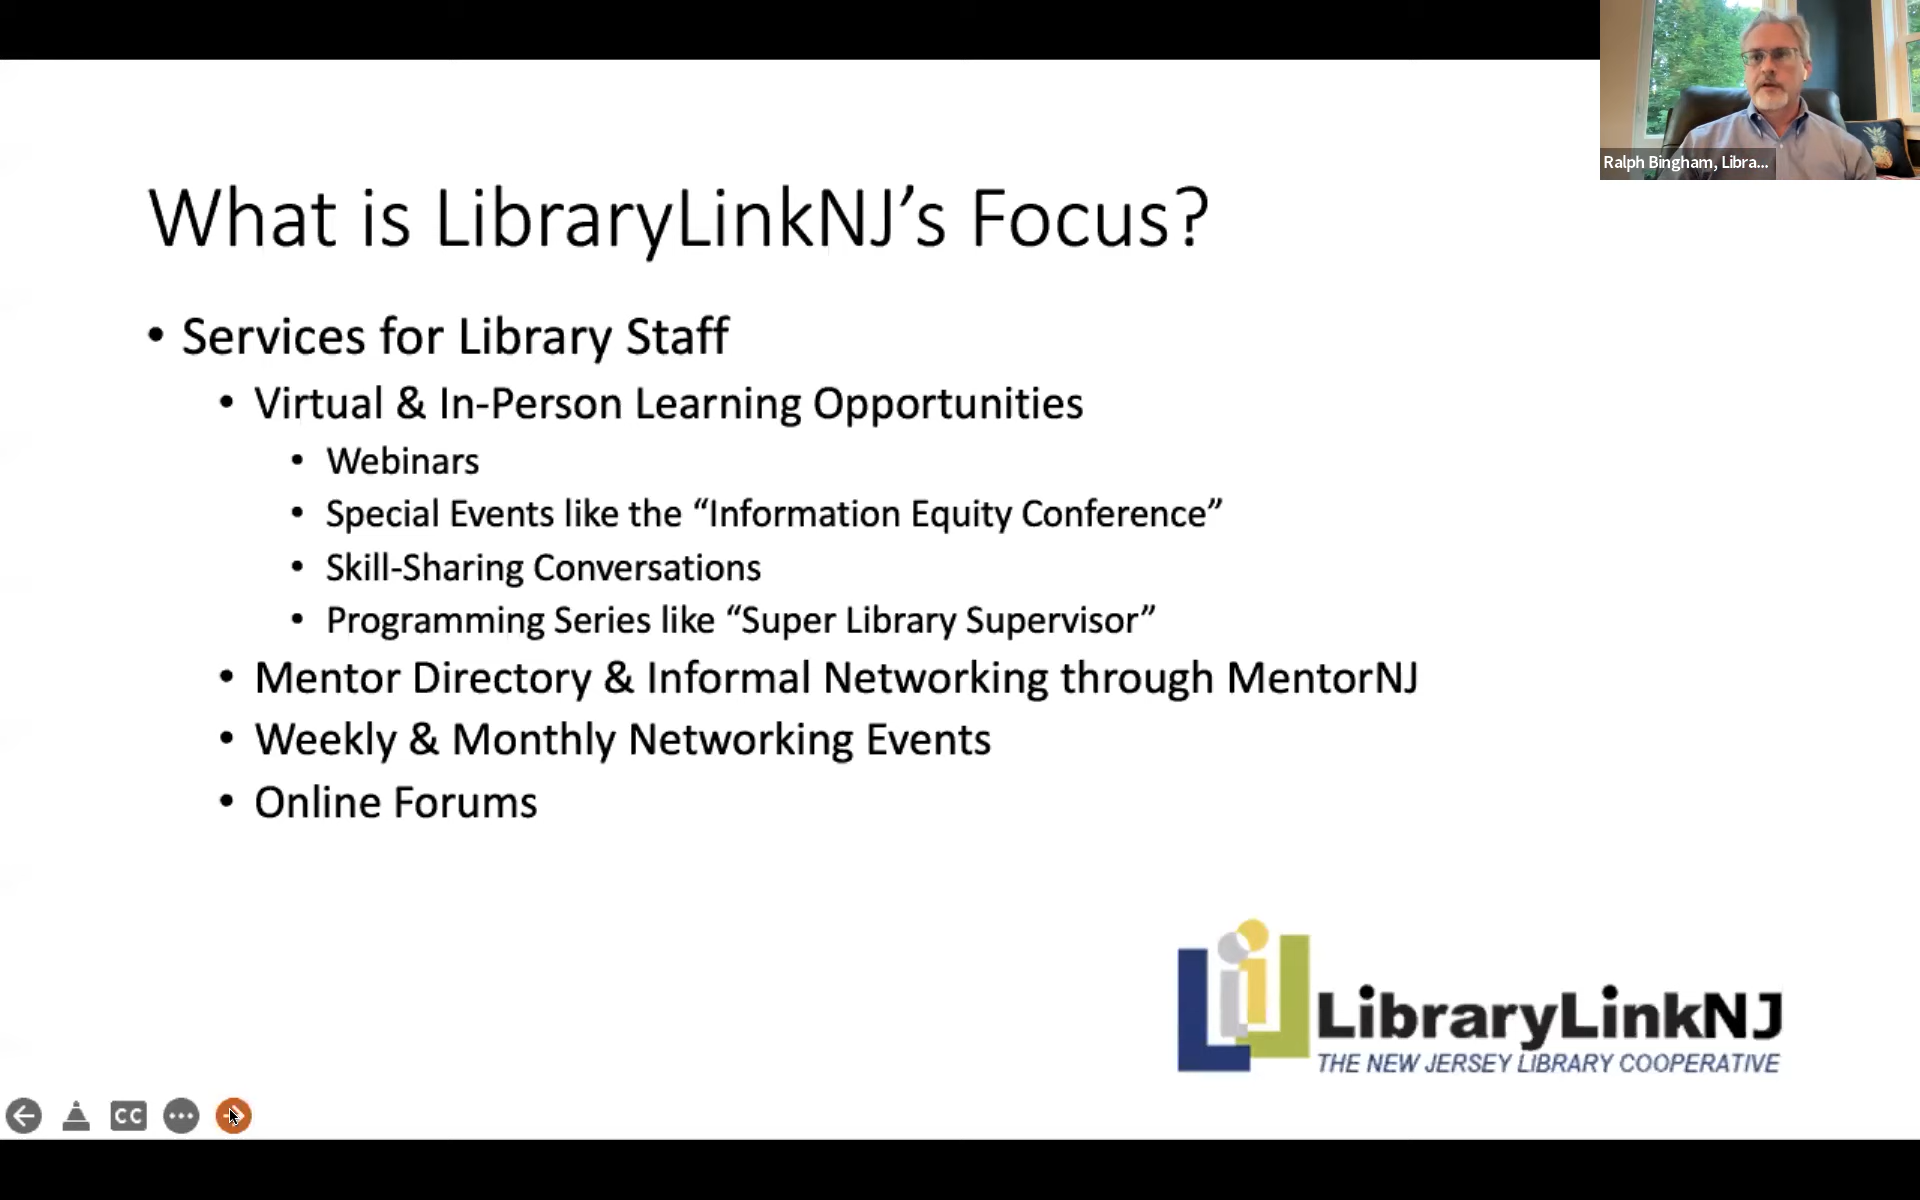 Ralph Bingham, Libra...
What is LibraryLinkNJ’s Focus?
• Services for Library Staff
• Virtual & In-Person Learning Opportunities
• Webinars
• Special Events like the “Information Equity Conference”
• Skill-Sharing Conversations
• Programming Series like “Super Library Supervisor”
• Mentor Directory & Informal Networking through MentorNJ
• Weekly & Monthly Networking Events
• Online Forums
LibraryLinkNJ
THE NEW JERSEY LIBRARY COOPERATIVE
CC